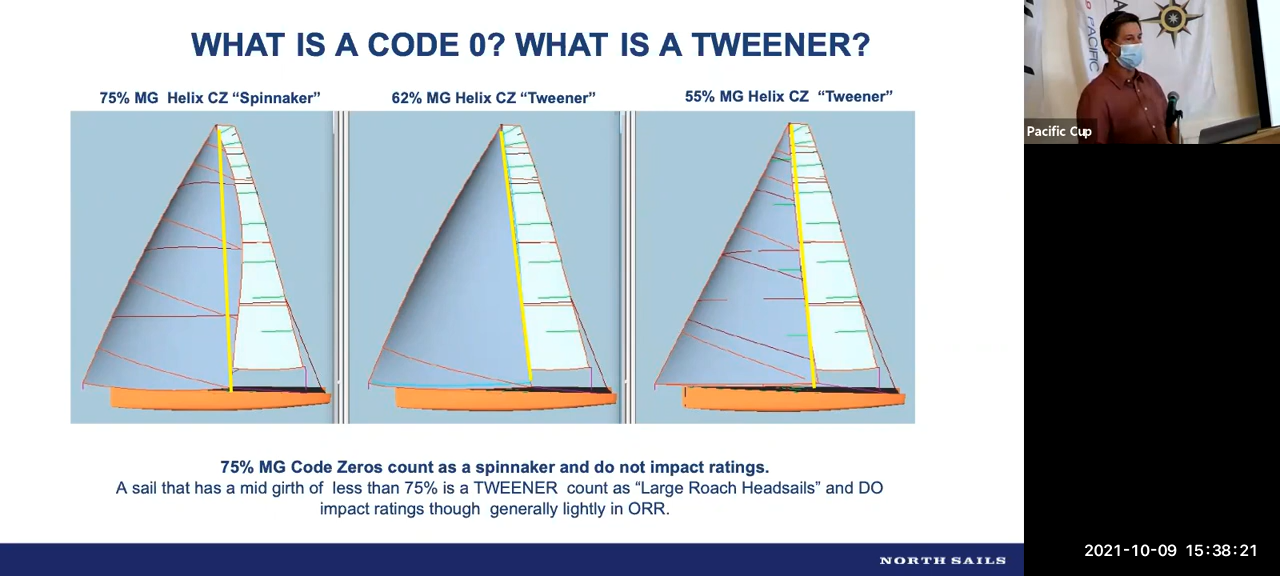 WHAT IS A CODE 0? WHAT IS A TWEENER?
75% MG Helix CZ “Spinnaker”
62% MG Helix CZ “Tweener”
55% MG Helix CZ “Tweener”
75% MG Code Zeros count as a spinnaker and do not impact ratings.
A sail that has a mid girth of less than 75% is a TWEENER count as “Large Roach Headsails” and DO
impact ratings though generally lightly in ORR.
NORTH SAILS
PACIFIC
Pacific Cup
2021-10-09 15:38:21